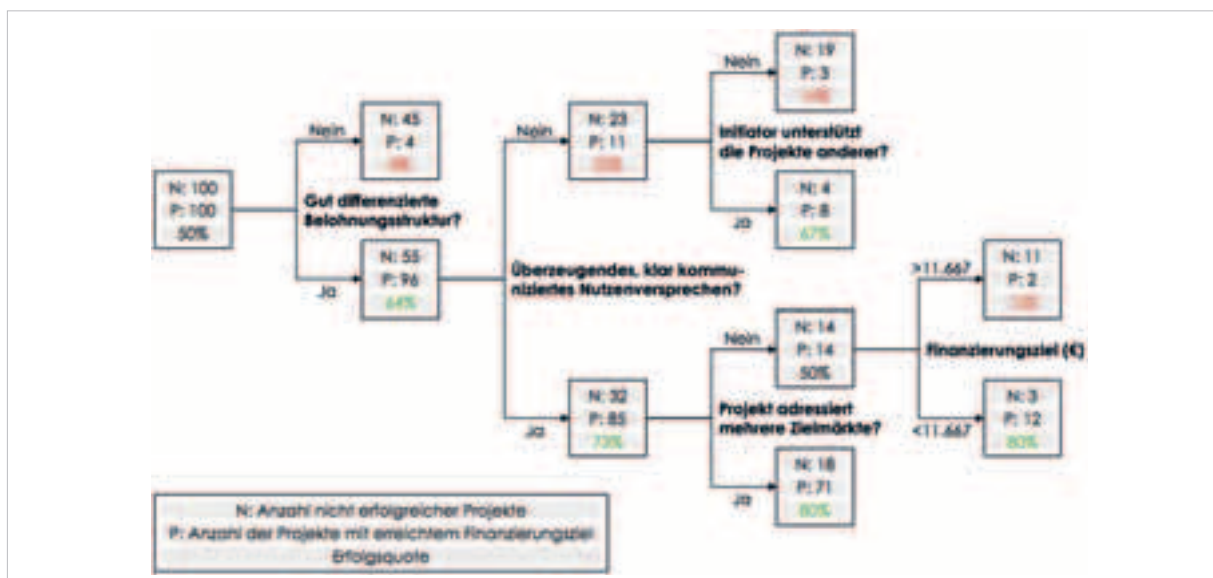 N: 100
P: 100
50%
Nein
N: 45
P: 4
Gut differenzierte
Belohnungsstruktur?
Ja
N: 55
P: 96
64%
Nein
N: 23
P: 11
Überzeugendes, klar kommu-
niziertes Nutzenversprechen?
Ja
N: 32
P: 85
73%
Nein
N: 19
P: 3
Initiator unterstützt
die Projekte anderer?
Ja
N: 4
P: 8
67%
Nein
N: 14
P: 14
50%
Projekt adressiert
mehrere Zielmärkte?
Ja
N: 18
P: 71
80%
>11.667
N: 11
P: 2
Finanzierungsziel (€)
<11.667
N: 3
P: 12
80%
N: Anzahl nicht erfolgreicher Projekte
P: Anzahl der Projekte mit erreichtem Finanzierungsziel
Erfolgsquote